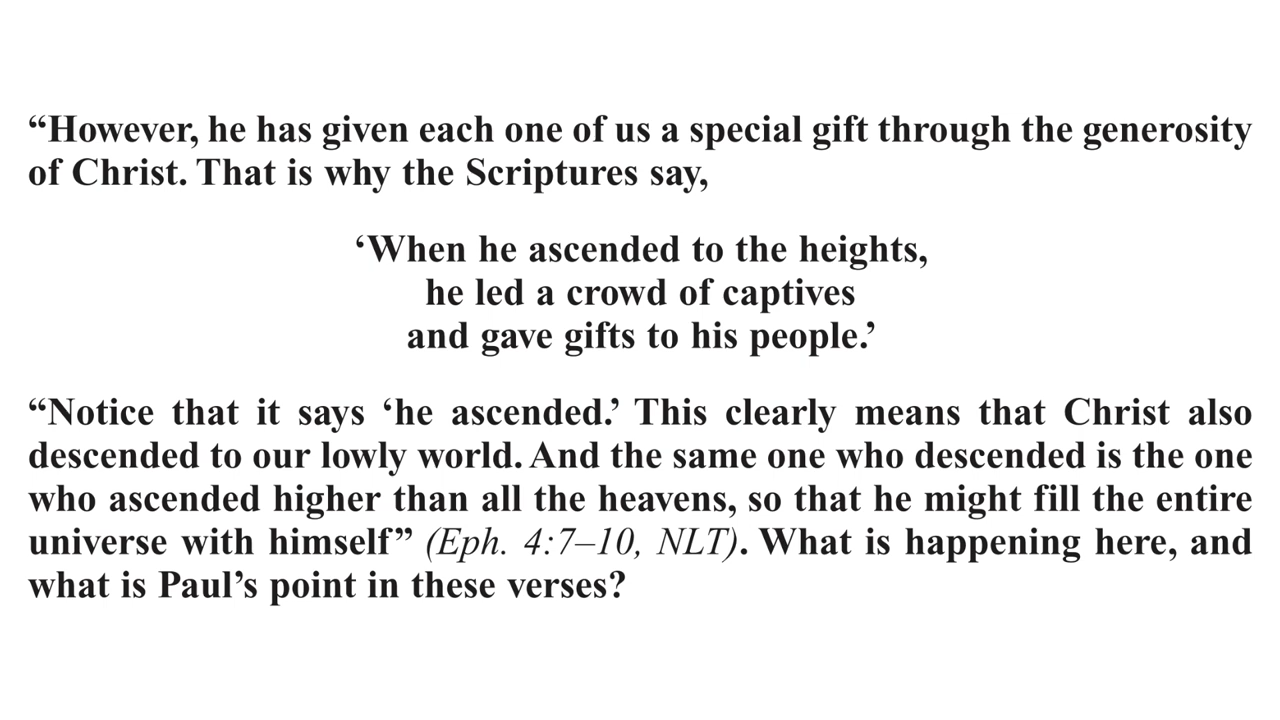 “However, he has given each one of us a special gift through the generosity
of Christ. That is why the Scriptures say,
‘When he ascended to the heights,
he led a crowd of captives
and gave gifts to his people.’
“Notice that it says ‘he ascended.’ This clearly means that Christ also
descended to our lowly world. And the same one who descended is the one
who ascended higher than all the heavens, so that he might fill the entire
universe with himself” (Eph. 4:7–10, NLT). What is happening here, and
what is Paul’s point in these verses?